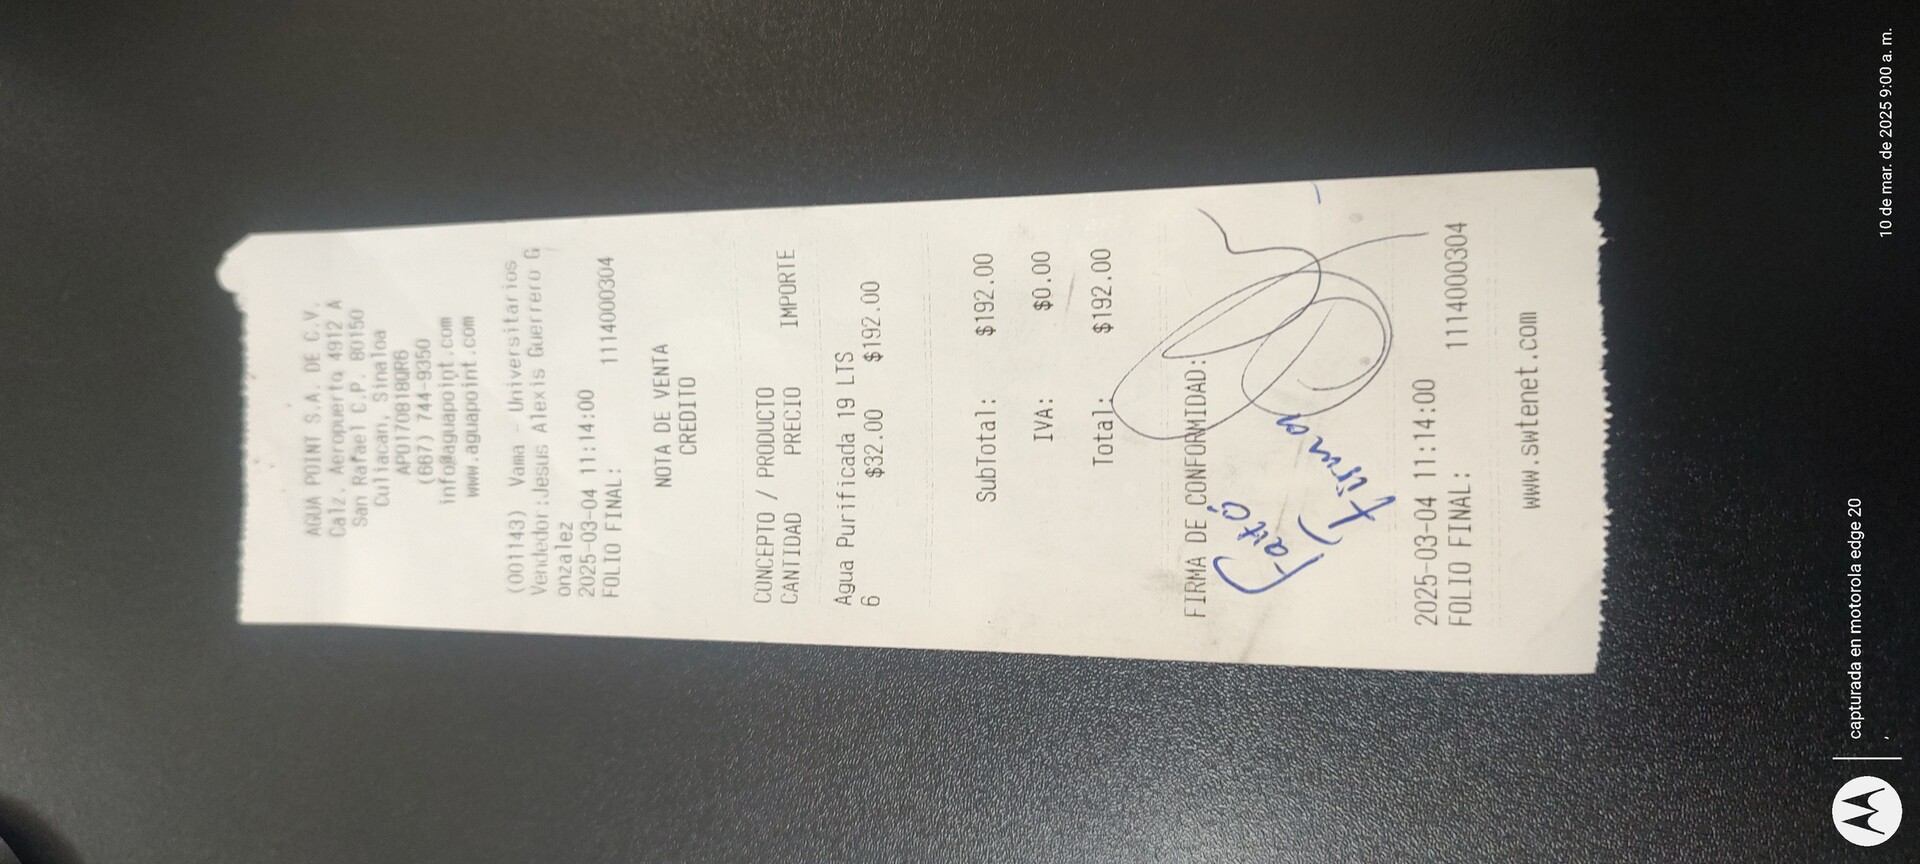 AGUA POINT S.A. DE C.V.
Calz. Aeropuerto 4912 A
San Rafael C.P. 80150
Culiacan, Sinaloa
APO170818QR6
(667) 744-9350
info@aguapoint.com
www.aguapoint.com
(001143) Vama - Universitarios
Vendedor:Jesus Alexis Guerrero G
onzalez
2025-03-04 11:14:00
FOLIO FINAL: 1114000304
NOTA DE VENTA
CREDITO
CONCEPTO / PRODUCTO
CANTIDAD PRECIO IMPORTE
Agua Purificada 19 LTS
6 $32.00 $192.00
SubTotal: $192.00
IVA: $0.00
Total: $192.00
FIRMA DE CONFORMIDAD:
Faltó
Firma
2025-03-04 11:14:00
FOLIO FINAL: 1114000304
www.swtenet.com
capturada en motorola edge 20
10 de mar. de 2025 9:00 a. m.